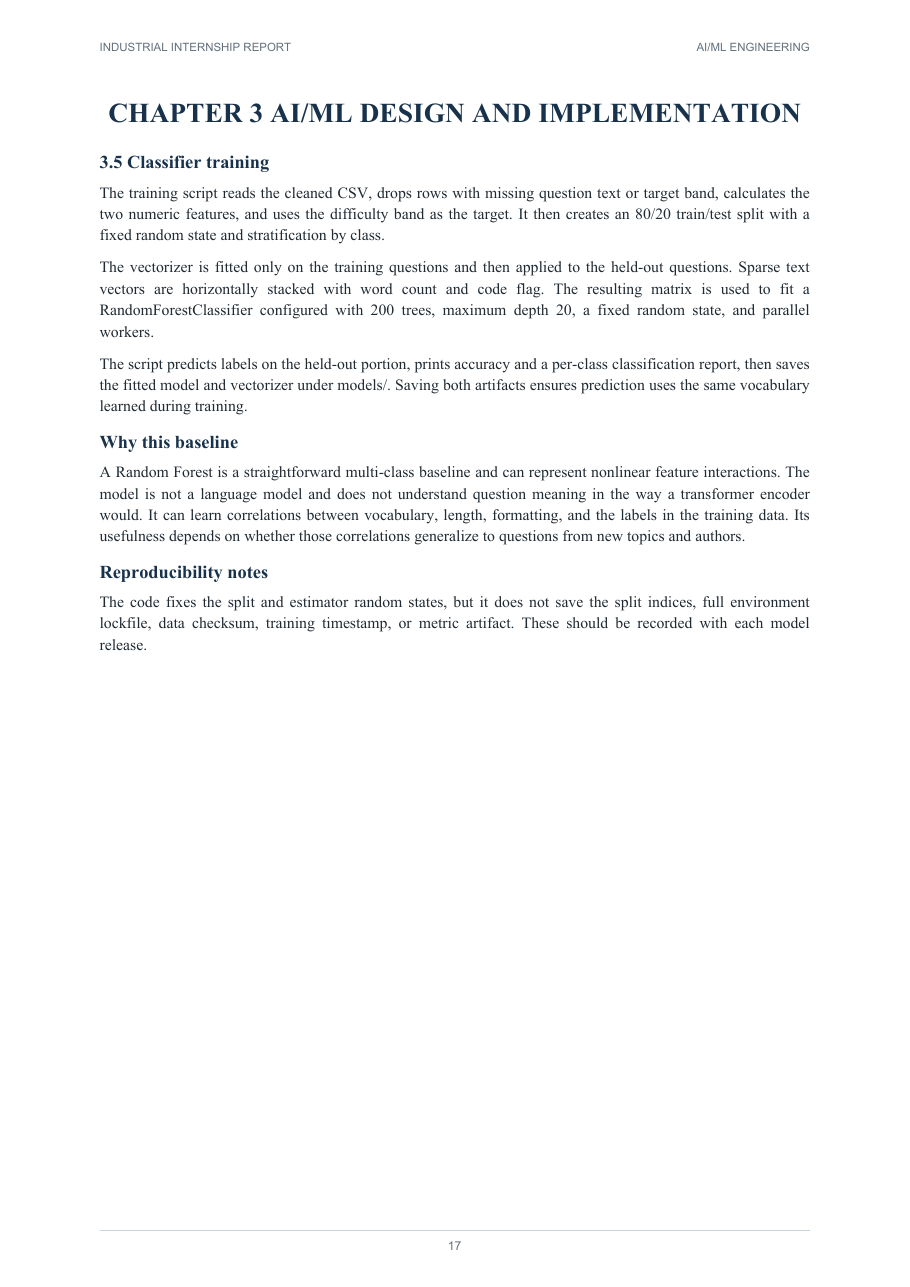 INDUSTRIAL INTERNSHIP REPORT
AI/ML ENGINEERING
CHAPTER 3 AI/ML DESIGN AND IMPLEMENTATION
3.5 Classifier training
The training script reads the cleaned CSV, drops rows with missing question text or target band, calculates the
two numeric features, and uses the difficulty band as the target. It then creates an 80/20 train/test split with a
fixed random state and stratification by class.
The vectorizer is fitted only on the training questions and then applied to the held-out questions. Sparse text
vectors are horizontally stacked with word count and code flag. The resulting matrix is used to fit a
RandomForestClassifier configured with 200 trees, maximum depth 20, a fixed random state, and parallel
workers.
The script predicts labels on the held-out portion, prints accuracy and a per-class classification report, then saves
the fitted model and vectorizer under models/. Saving both artifacts ensures prediction uses the same vocabulary
learned during training.
Why this baseline
A Random Forest is a straightforward multi-class baseline and can represent nonlinear feature interactions. The
model is not a language model and does not understand question meaning in the way a transformer encoder
would. It can learn correlations between vocabulary, length, formatting, and the labels in the training data. Its
usefulness depends on whether those correlations generalize to questions from new topics and authors.
Reproducibility notes
The code fixes the split and estimator random states, but it does not save the split indices, full environment
lockfile, data checksum, training timestamp, or metric artifact. These should be recorded with each model
release.
17